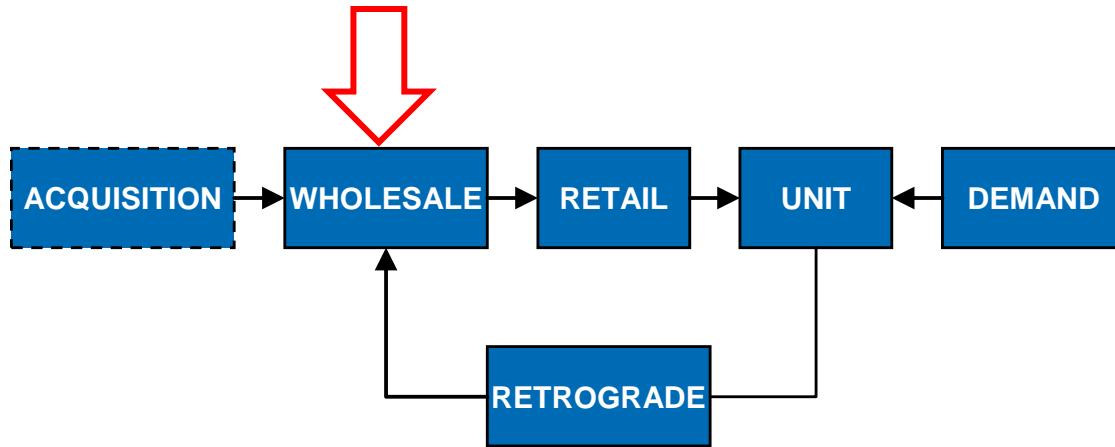 ACQUISITION
WHOLESALE
RETAIL
UNIT
DEMAND
RETROGRADE